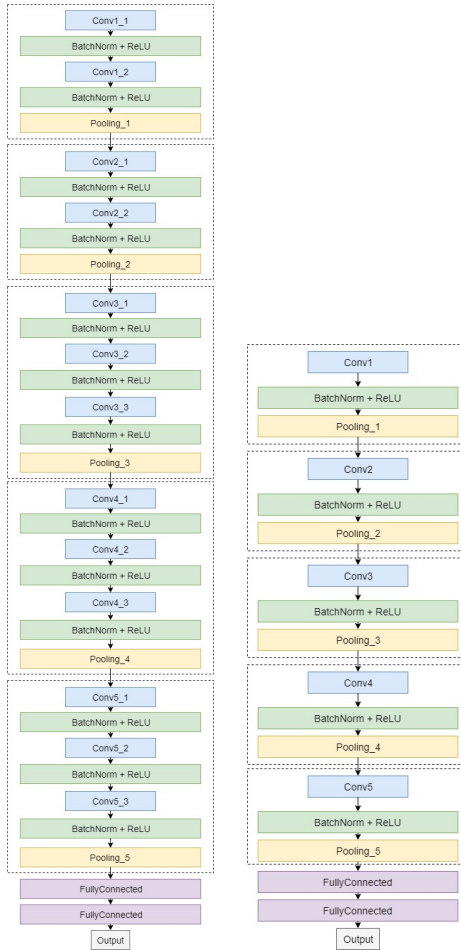 Conv1_1
BatchNorm + ReLU
Conv1_2
BatchNorm + ReLU
Pooling_1
Conv2_1
BatchNorm + ReLU
Conv2_2
BatchNorm + ReLU
Pooling_2
Conv3_1
BatchNorm + ReLU
Conv3_2
BatchNorm + ReLU
Conv3_3
BatchNorm + ReLU
Pooling_3
Conv4_1
BatchNorm + ReLU
Conv4_2
BatchNorm + ReLU
Conv4_3
BatchNorm + ReLU
Pooling_4
Conv5_1
BatchNorm + ReLU
Conv5_2
BatchNorm + ReLU
Conv5_3
BatchNorm + ReLU
Pooling_5
FullyConnected
FullyConnected
Output
Conv1
BatchNorm + ReLU
Pooling_1
Conv2
BatchNorm + ReLU
Pooling_2
Conv3
BatchNorm + ReLU
Pooling_3
Conv4
BatchNorm + ReLU
Pooling_4
Conv5
BatchNorm + ReLU
Pooling_5
FullyConnected
FullyConnected
Output